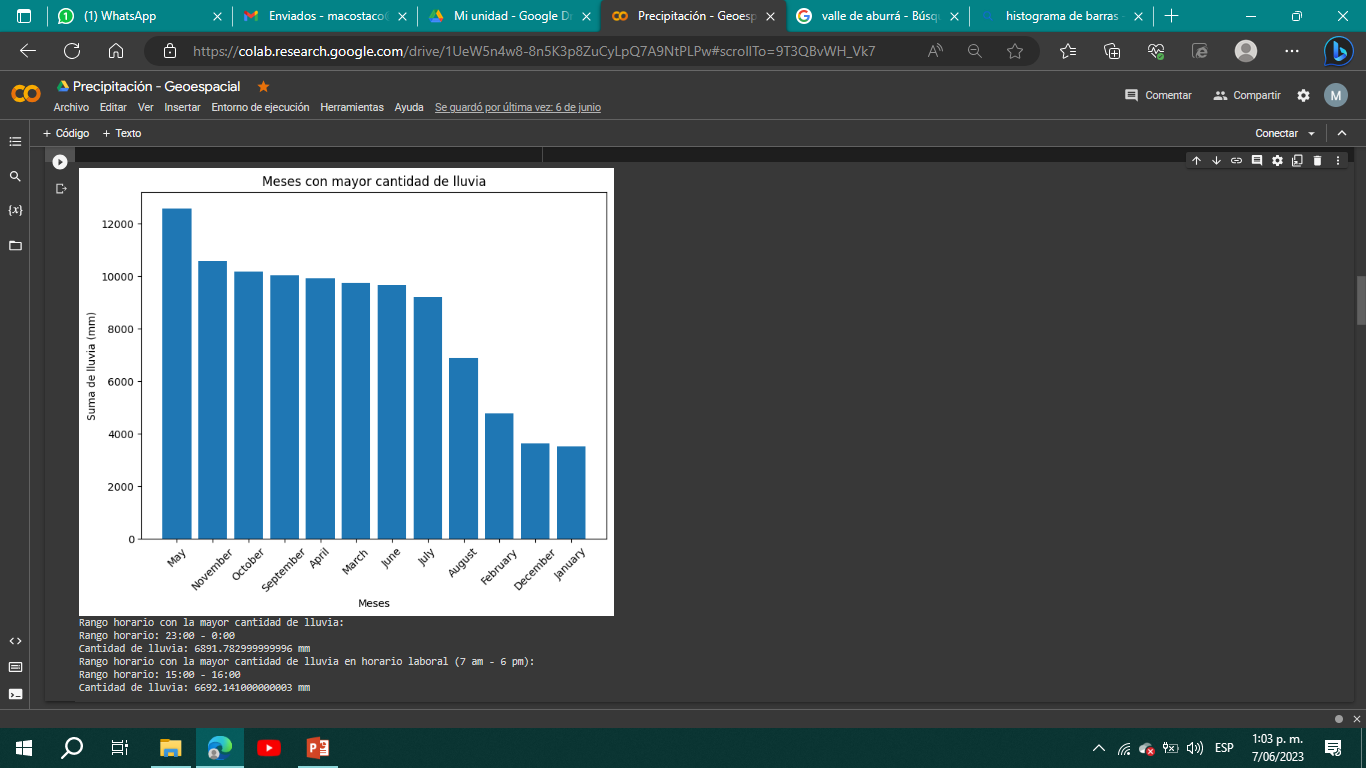 (1) WhatsApp
Enviados - macostaco
Mi unidad - Google Dr
Precipitación - Geoesp
valle de aburrá - Búsq
histograma de barras -
https://colab.research.google.com/drive/1UeW5n4w8-8n5K3p8ZuCyLpQ7A9NtPLPw#scrollTo=9T3QBvWH_Vk7
Precipitación - Geoespacial
Archivo Editar Ver Insertar Entorno de ejecución Herramientas Ayuda Se guardó por última vez: 6 de junio
Comentar Compartir M
+ Código + Texto
Conectar
Meses con mayor cantidad de lluvia
Suma de lluvia (mm)
12000
10000
8000
6000
4000
2000
0
May November October September April March June July August February December January
Meses
Rango horario con la mayor cantidad de lluvia:
Rango horario: 23:00 - 0:00
Cantidad de lluvia: 6891.782999999996 mm
Rango horario con la mayor cantidad de lluvia en horario laboral (7 am - 6 pm):
Rango horario: 15:00 - 16:00
Cantidad de lluvia: 6692.141000000003 mm
ESP
1:03 p. m.
7/06/2023